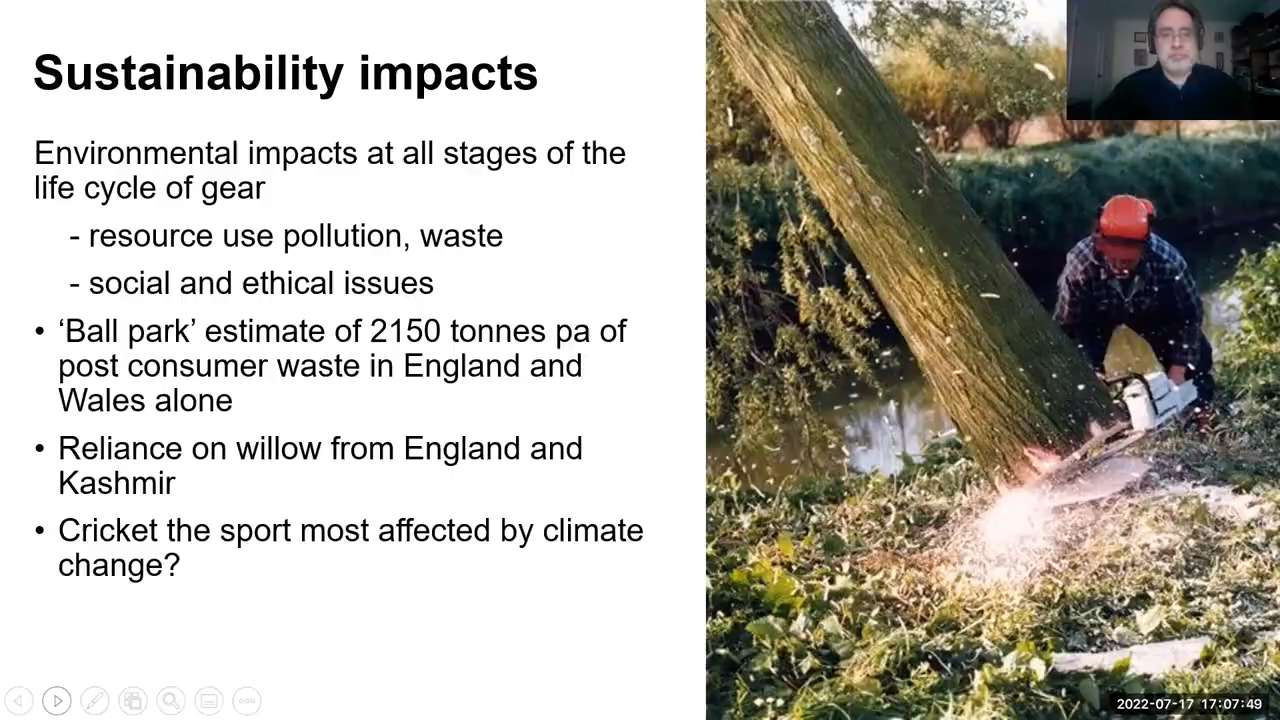 Sustainability impacts
Environmental impacts at all stages of the
life cycle of gear
- resource use pollution, waste
- social and ethical issues
• ‘Ball park’ estimate of 2150 tonnes pa of
post consumer waste in England and
Wales alone
• Reliance on willow from England and
Kashmir
• Cricket the sport most affected by climate
change?
2022-07-17 17:07:49